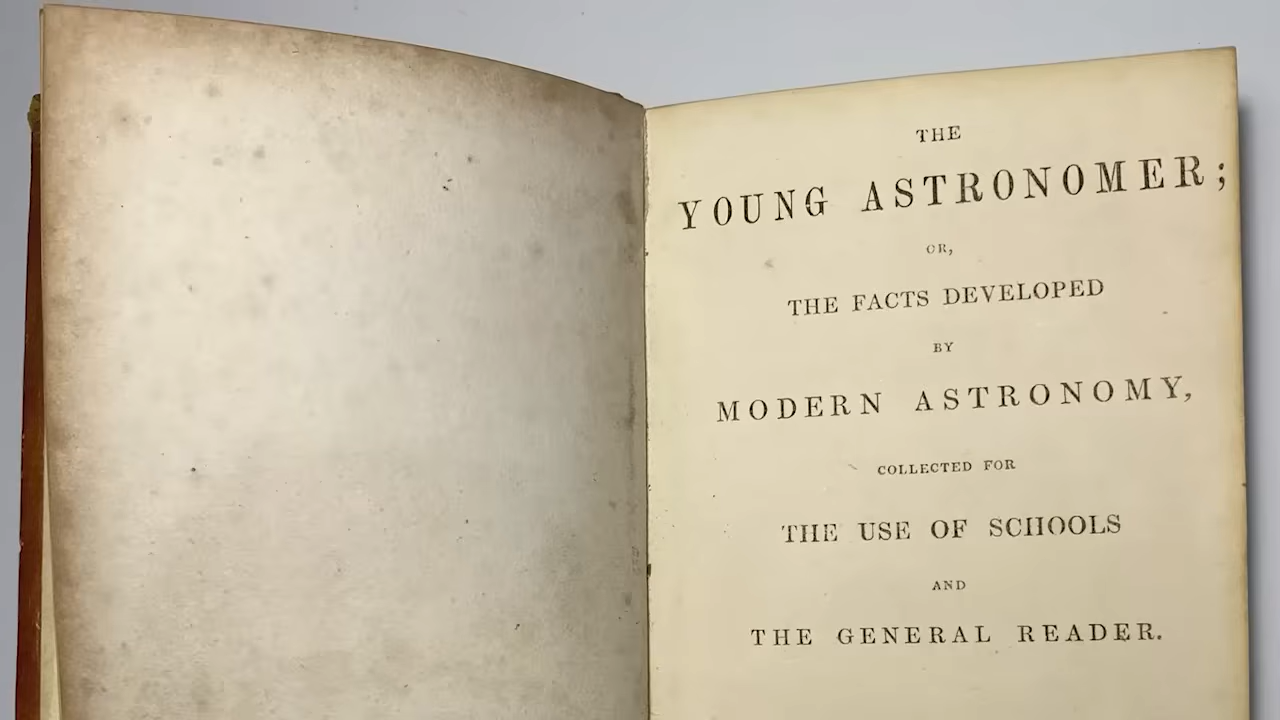 THE
YOUNG ASTRONOMER;
OR,
THE FACTS DEVELOPED
BY
MODERN ASTRONOMY,
COLLECTED FOR
THE USE OF SCHOOLS
AND
THE GENERAL READER.